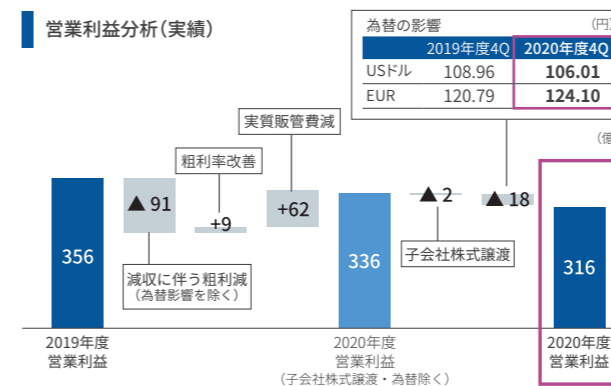 営業利益分析(実績)
為替の影響
(円)
2019年度4Q 2020年度4Q
USドル 108.96 106.01
EUR 120.79 124.10
(億
実質販管費減
粗利率改善
▲ 91
+9
+62
▲ 2
▲ 18
356
336
316
減収に伴う粗利減
(為替影響を除く)
子会社株式譲渡
2019年度
営業利益
2020年度
営業利益
(子会社株式譲渡・為替除く)
2020年度
営業利益